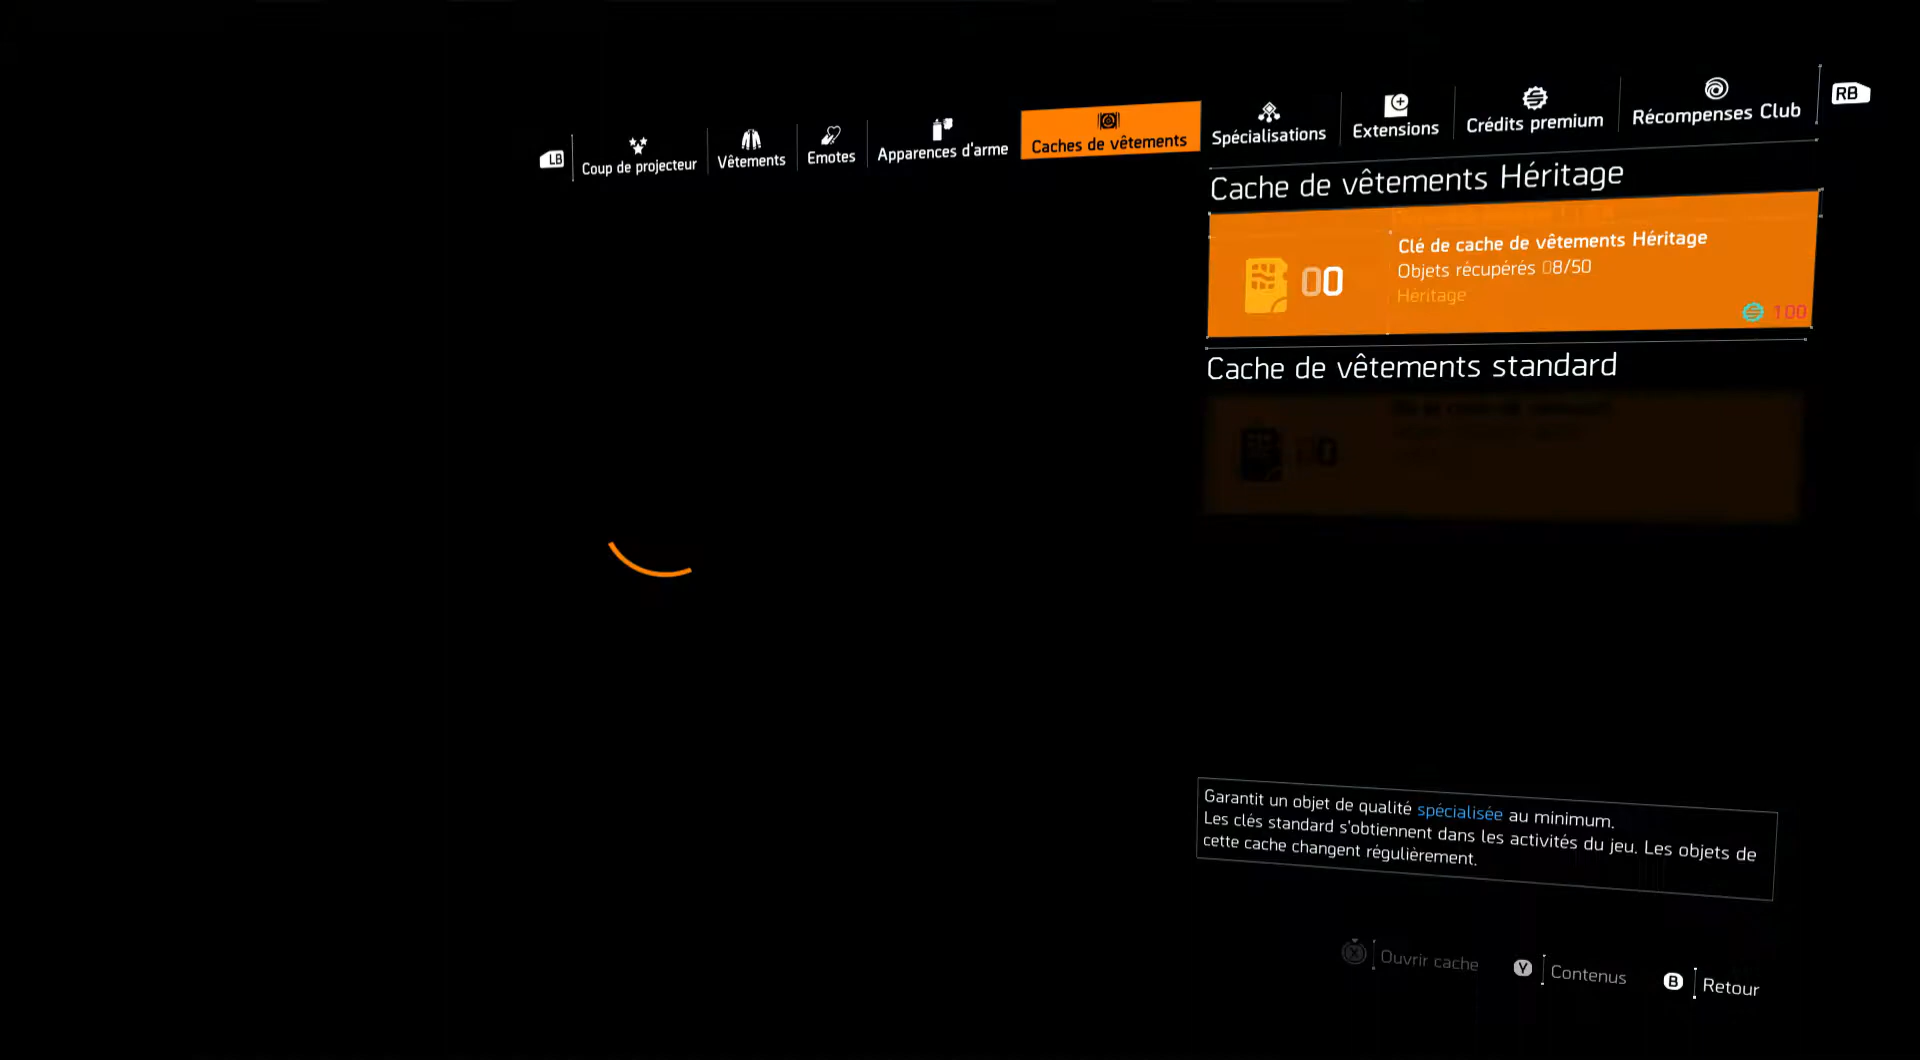 LB
Coup de projecteur
Vêtements
Emotes
Apparences d'arme
Caches de vêtements
Spécialisations
Extensions
Crédits premium
Récompenses Club
RB
Cache de vêtements Héritage
00
Clé de cache de vêtements Héritage
Objets récupérés 08/50
Héritage
100
Cache de vêtements standard
00
Garantit un objet de qualité spécialisée au minimum.
Les clés standard s'obtiennent dans les activités du jeu. Les objets de
cette cache changent régulièrement.
X Ouvrir cache
Y Contenus
B Retour